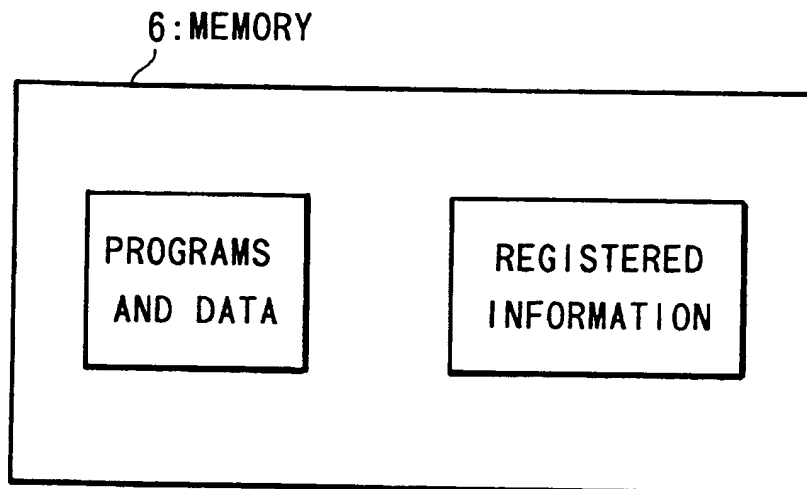 6:MEMORY
PROGRAMS
AND DATA
REGISTERED
INFORMATION